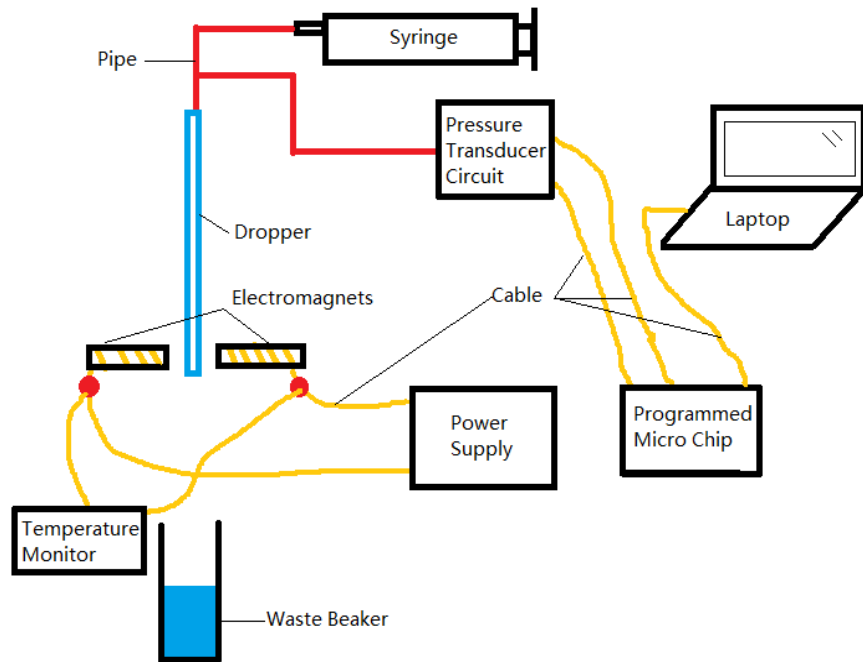 Syringe
Pipe
Pressure
Transducer
Circuit
Laptop
Dropper
Electromagnets
Cable
Power
Supply
Programmed
Micro Chip
Temperature
Monitor
Waste Beaker